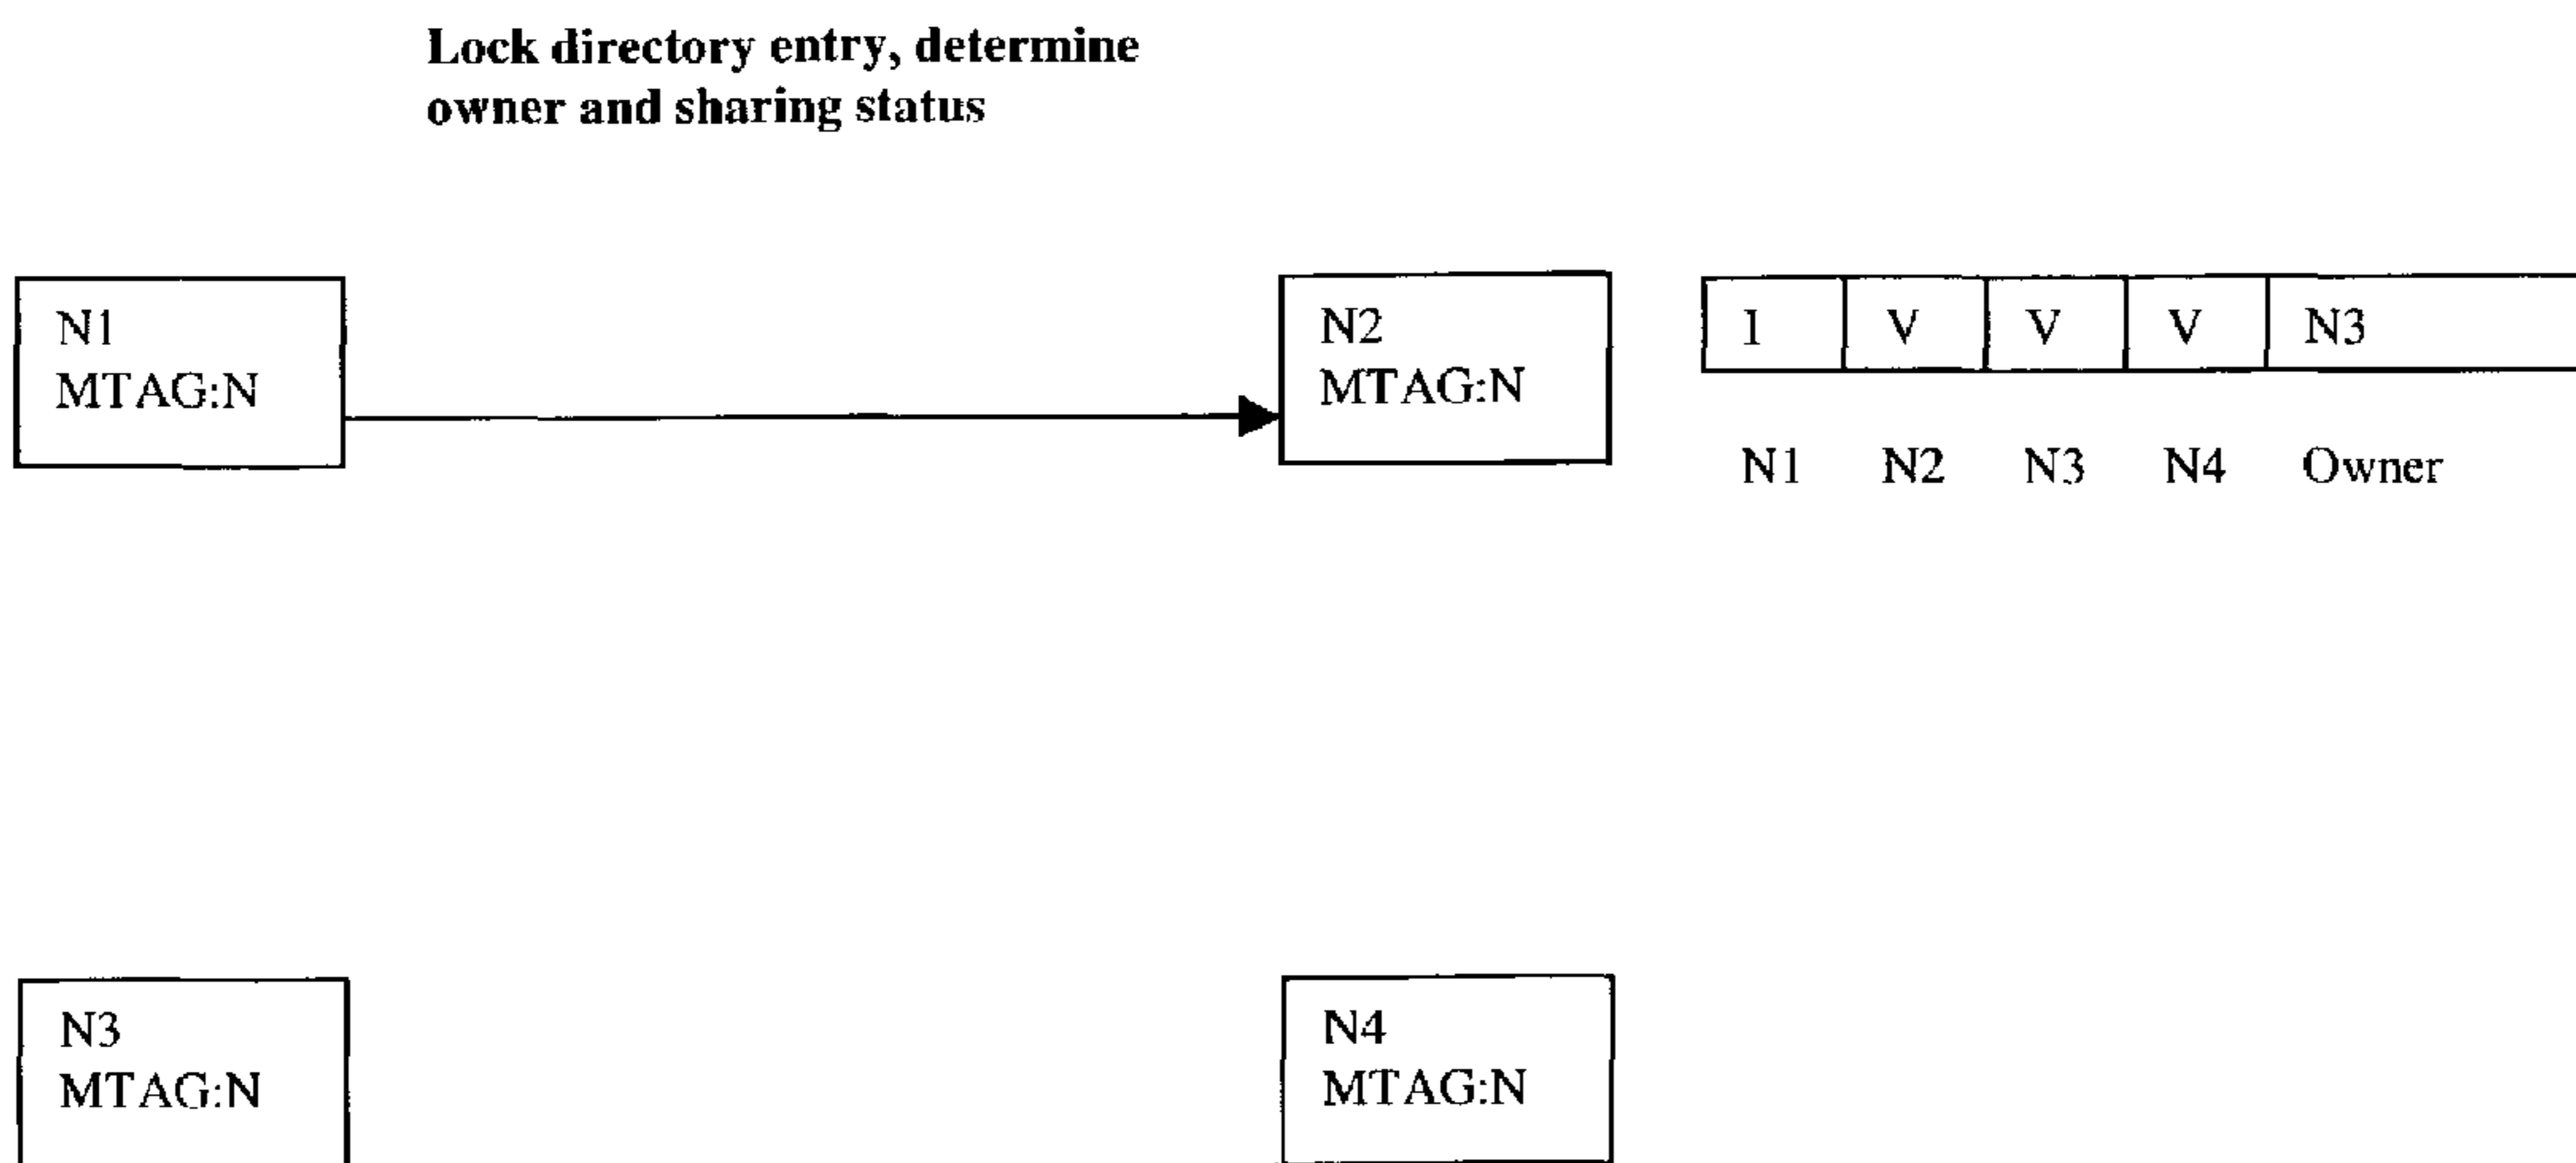 Lock directory entry, determine
owner and sharing status
N1
MTAG:N
N2
MTAG:N
I V V V N3
N1 N2 N3 N4 Owner
N3
MTAG:N
N4
MTAG:N